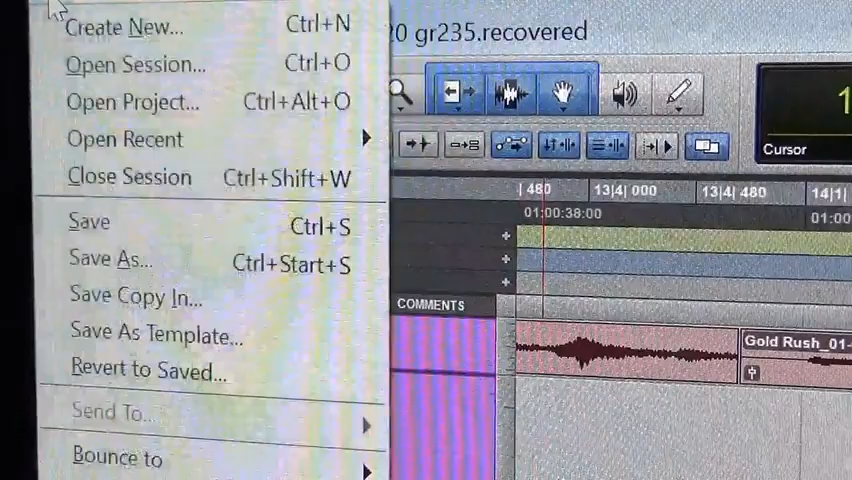 Create New... Ctrl+N
20 gr235.recovered
Open Session... Ctrl+O
Open Project... Ctrl+Alt+O
Open Recent
Close Session Ctrl+Shift+W
Save Ctrl+S
Save As... Ctrl+Start+S
Save Copy In...
Save As Template...
Revert to Saved...
Send To...
Bounce to
1
Cursor
| 480 13|4| 000 13|4| 480 14|1|
01:00:38:00 01:00
COMMENTS
Gold Rush_01-